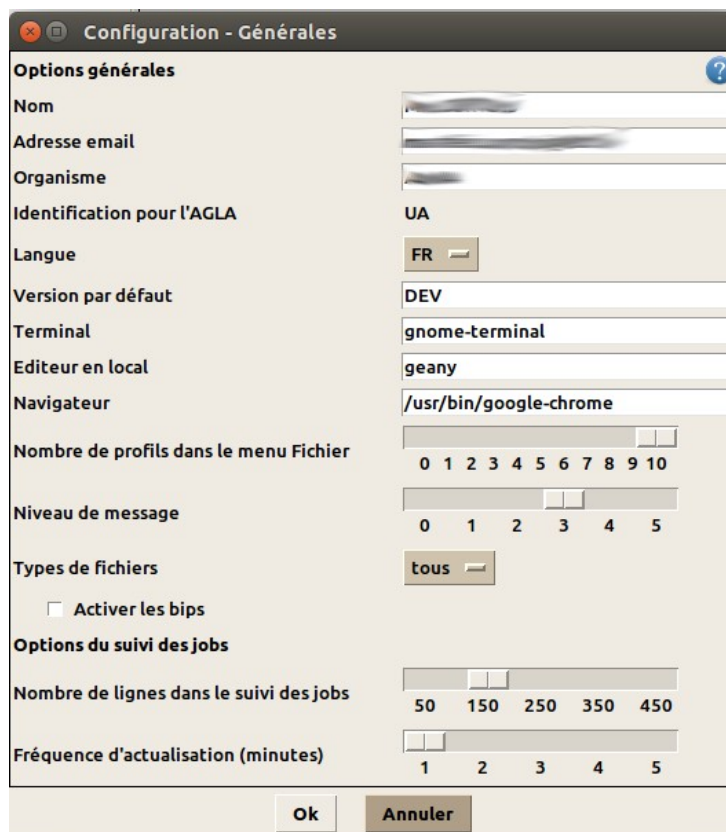 Configuration - Générales
Options générales ?
Nom
Adresse email
Organisme
Identification pour l'AGLA UA
Langue FR
Version par défaut DEV
Terminal gnome-terminal
Editeur en local geany
Navigateur /usr/bin/google-chrome
Nombre de profils dans le menu Fichier
0 1 2 3 4 5 6 7 8 9 10
Niveau de message
0 1 2 3 4 5
Types de fichiers tous
Activer les bips
Options du suivi des jobs
Nombre de lignes dans le suivi des jobs
50 150 250 350 450
Fréquence d'actualisation (minutes)
1 2 3 4 5
Ok Annuler